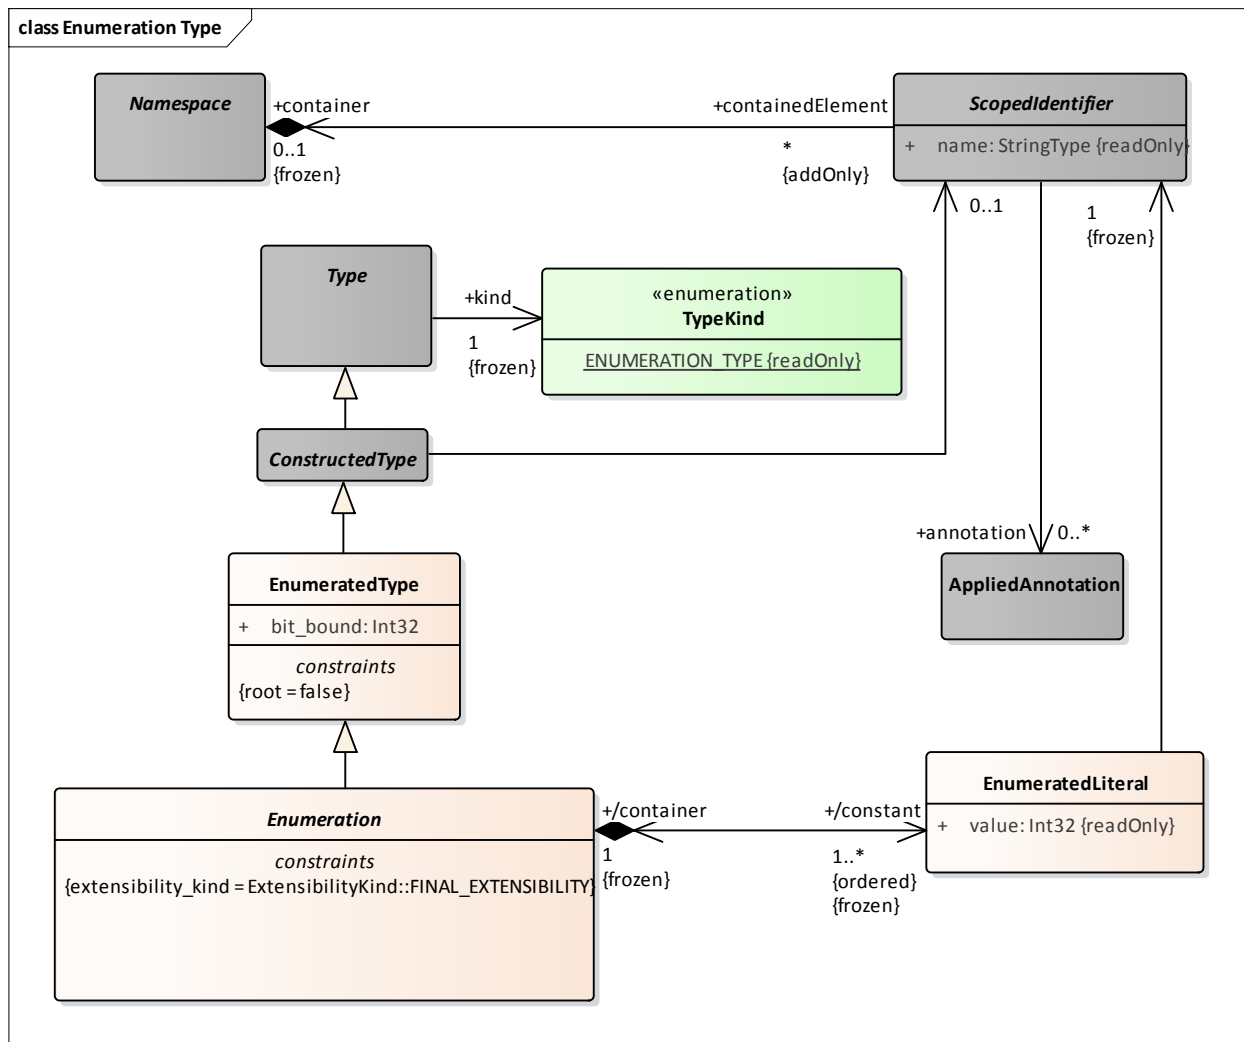 class Enumeration Type
Namespace
+container
0..1
{frozen}
+containedElement
*
{addOnly}
ScopedIdentifier
+ name: StringType {readOnly}
0..1
1
{frozen}
Type
+kind
1
{frozen}
«enumeration»
TypeKind
ENUMERATION_TYPE {readOnly}
ConstructedType
+annotation 0..*
AppliedAnnotation
EnumeratedType
+ bit_bound: Int32
constraints
{root = false}
Enumeration
constraints
{extensibility_kind = ExtensibilityKind::FINAL_EXTENSIBILITY}
+/container
1
{frozen}
+/constant
1..*
{ordered}
{frozen}
EnumeratedLiteral
+ value: Int32 {readOnly}